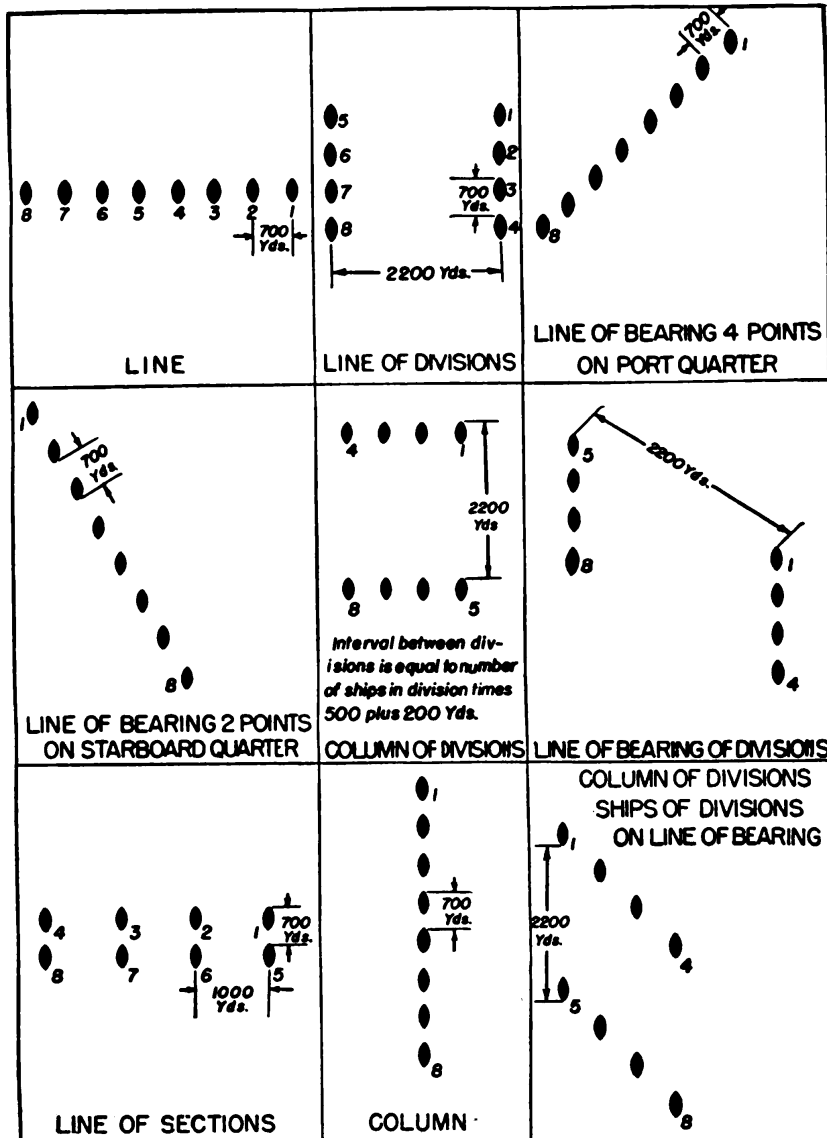 8 7 6 5 4 3 2 1
700
Yds.
LINE
5 1
6 2
7 3
700
Yds.
8 4
2200 Yds.
LINE OF DIVISIONS
700
Yds.
1
8
LINE OF BEARING 4 POINTS
ON PORT QUARTER
1
700
Yds.
8
LINE OF BEARING 2 POINTS
ON STARBOARD QUARTER
4 1
2200
Yds
8 5
Interval between div-
isions is equal to number
of ships in division times
500 plus 200 Yds.
COLUMN OF DIVISIONS
5
2200 Yds.
8
1
4
LINE OF BEARING OF DIVISIONS
4 3 2 1
700
Yds.
8 7 6 5
1000
Yds.
LINE OF SECTIONS
1
700
Yds.
8
COLUMN
COLUMN OF DIVISIONS
SHIPS OF DIVISIONS
ON LINE OF BEARING
1
2200
Yds.
4
5
8